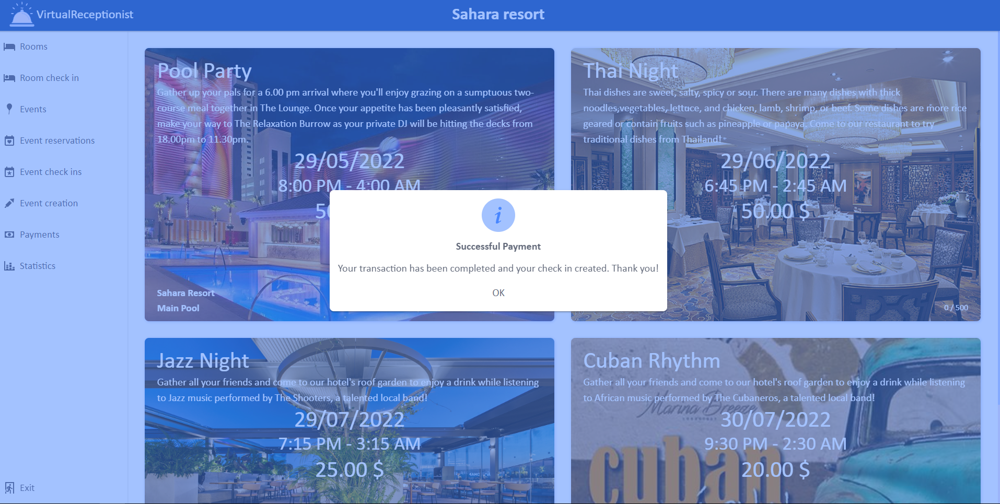 VirtualReceptionist
Sahara resort
Rooms
Room check in
Events
Event reservations
Event check ins
Event creation
Payments
Statistics
Exit
Pool Party
Gather up your pals for a 6.00 pm arrival where you'll enjoy grazing on a sumptuous two-
course meal together in The Lounge. Once your appetite has been pleasantly satisfied,
make your way to The Relaxation Burrow as your private DJ will be hitting the decks from
18.00pm to 11.30pm.
29/05/2022
8:00 PM - 4:00 AM
Sahara Resort
Main Pool
Thai Night
Thai dishes are sweet, salty, spicy or sour. There are many dishes with thick
noodles,vegetables, lettuce, and chicken, lamb, shrimp, or beef. Some dishes are more rice
geared or contain fruits such as pineapple or papaya. Come to our restaurant to try
traditional dishes from Thailand!
29/06/2022
6:45 PM - 2:45 AM
50.00 $
0 / 500
i
Successful Payment
Your transaction has been completed and your check in created. Thank you!
OK
Jazz Night
Gather all your friends and come to our hotel's roof garden to enjoy a drink while listening
to Jazz music performed by The Shooters, a talented local band!
29/07/2022
7:15 PM - 3:15 AM
25.00 $
Cuban Rhythm
Gather all your friends and come to our hotel's roof garden to enjoy a drink while listening
to African music performed by The Cubaneros, a talented local band!
Marina Breeze
30/07/2022
9:30 PM - 2:30 AM
20.00 $
cuban